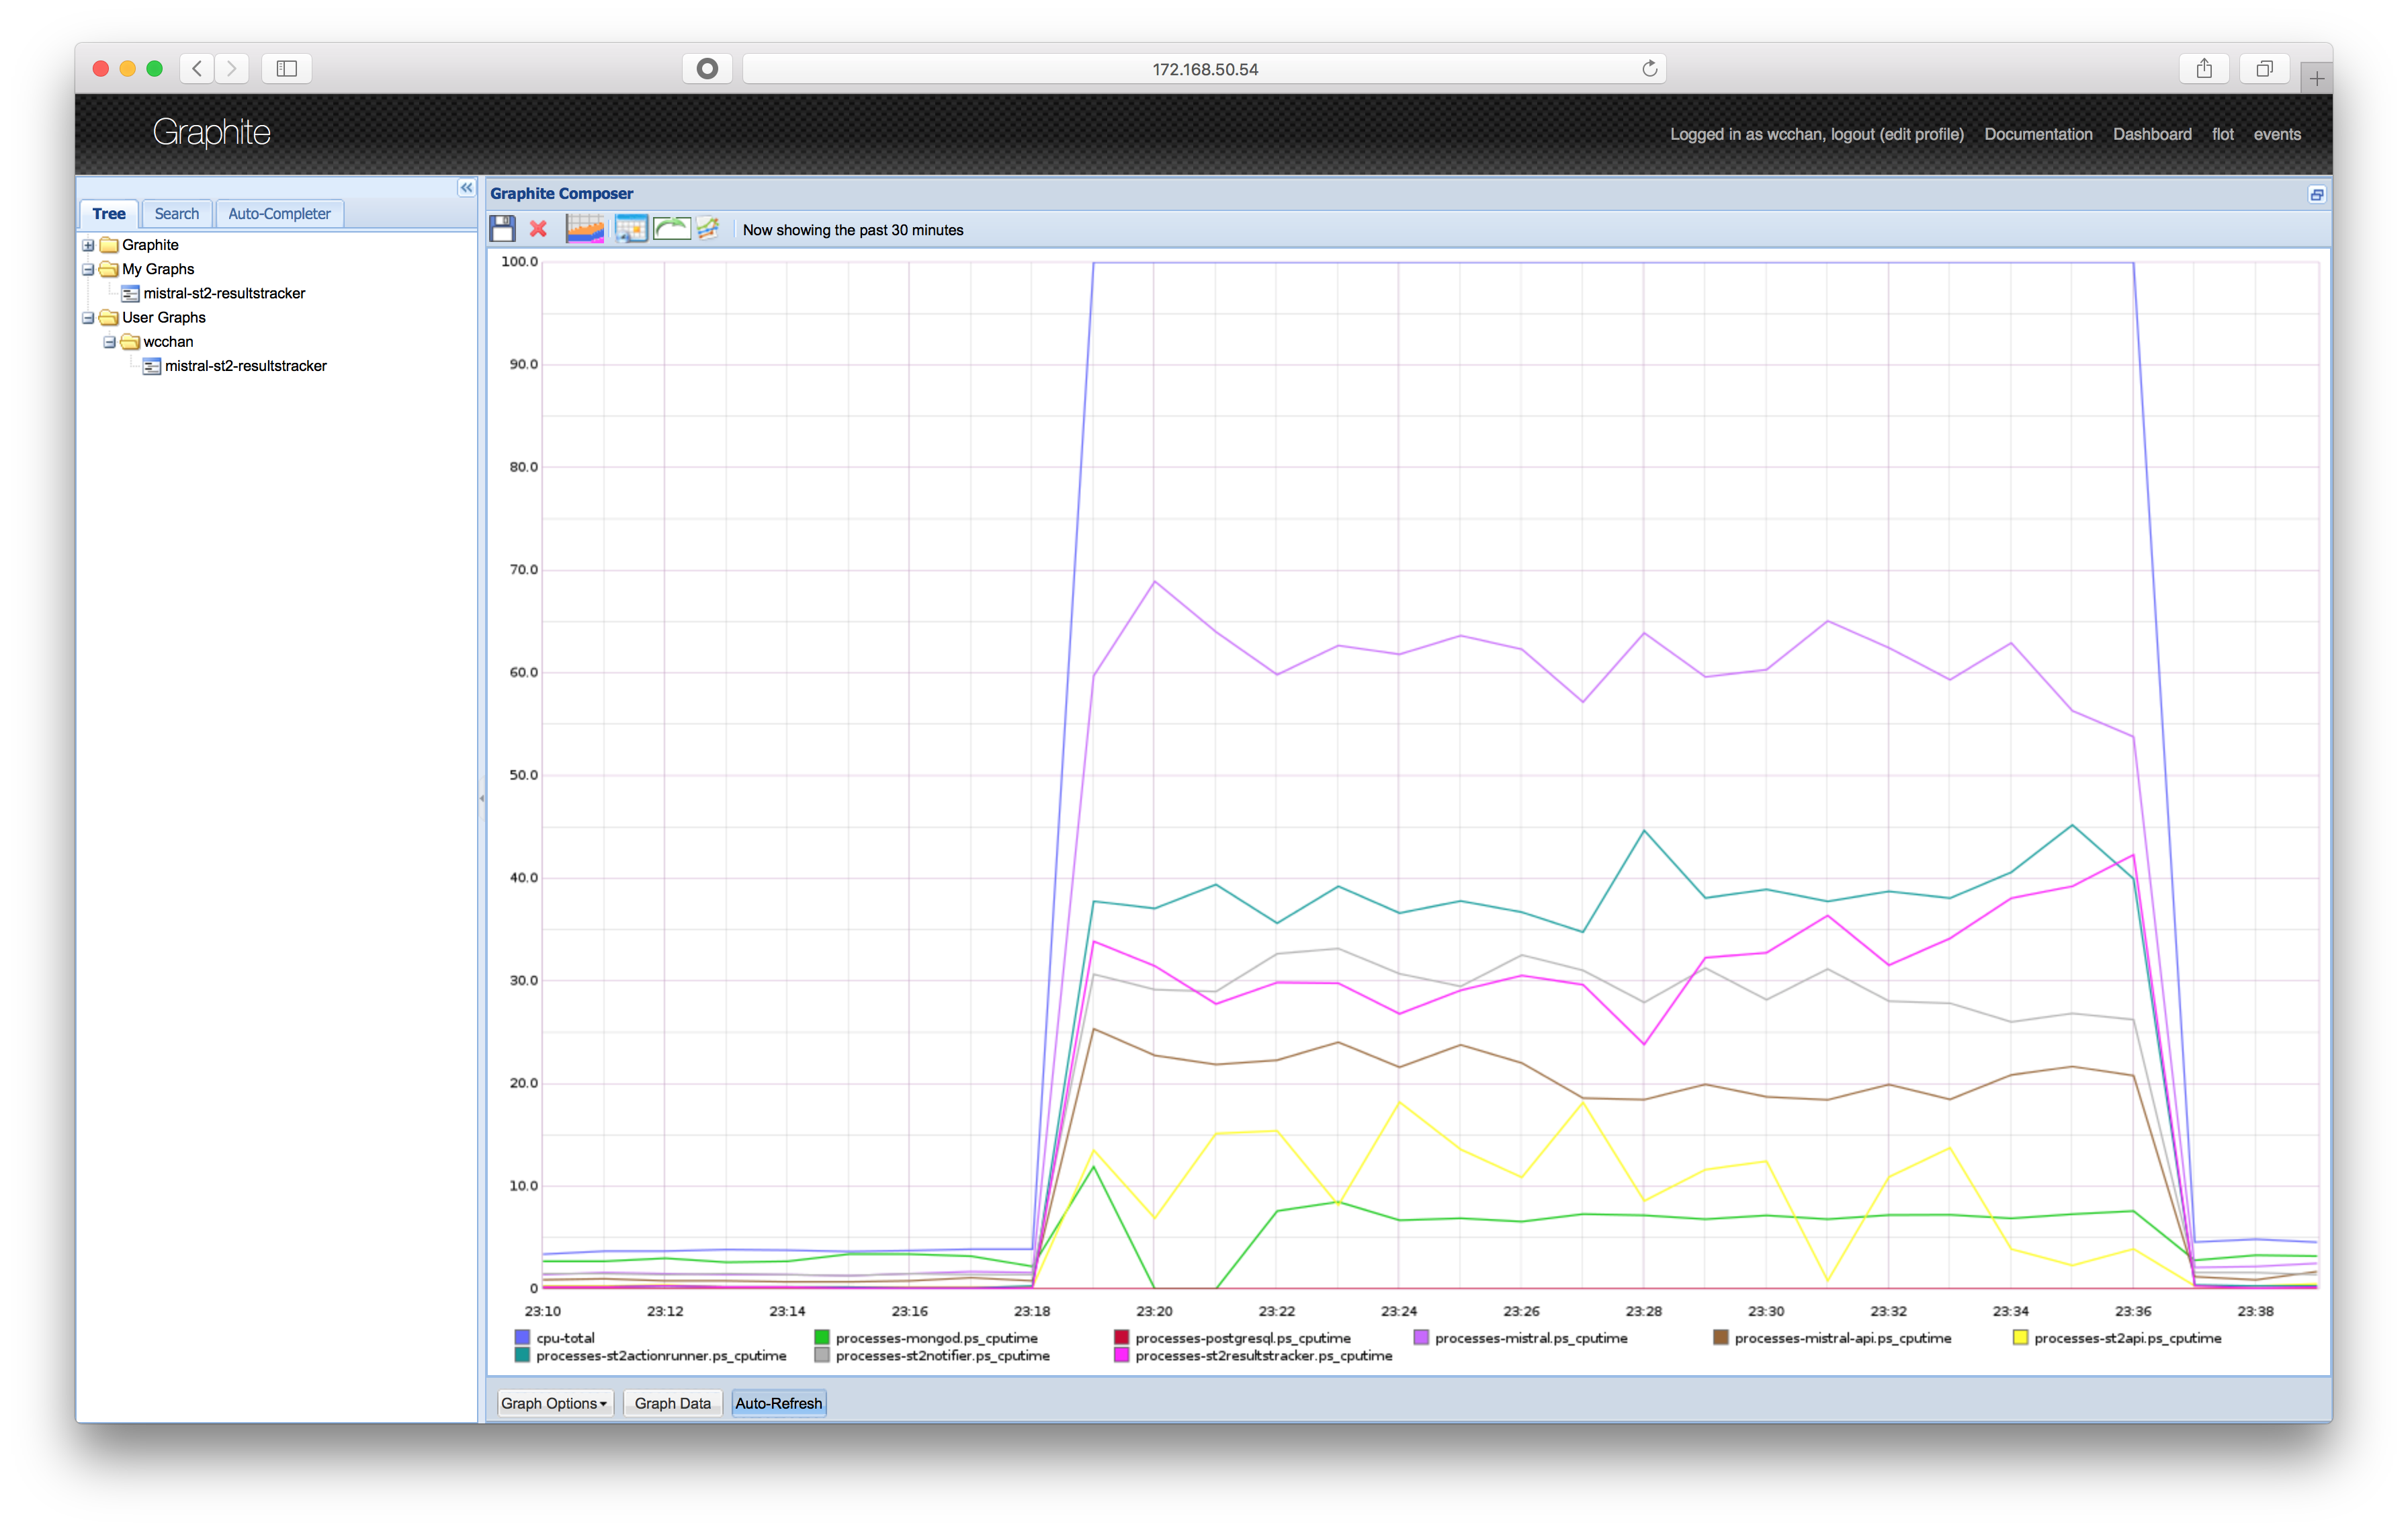 172.168.50.54
Graphite
Logged in as wcchan, logout (edit profile) Documentation Dashboard flot events
Tree Search Auto-Completer
Graphite
My Graphs
mistral-st2-resultstracker
User Graphs
wcchan
mistral-st2-resultstracker
Graphite Composer
Now showing the past 30 minutes
100.0
90.0
80.0
70.0
60.0
50.0
40.0
30.0
20.0
10.0
0
23:10 23:12 23:14 23:16 23:18 23:20 23:22 23:24 23:26 23:28 23:30 23:32 23:34 23:36 23:38
cpu-total processes-mongod.ps_cputime processes-postgresql.ps_cputime processes-mistral.ps_cputime processes-mistral-api.ps_cputime processes-st2api.ps_cputime
processes-st2actionrunner.ps_cputime processes-st2notifier.ps_cputime processes-st2resultstracker.ps_cputime
Graph Options Graph Data Auto-Refresh